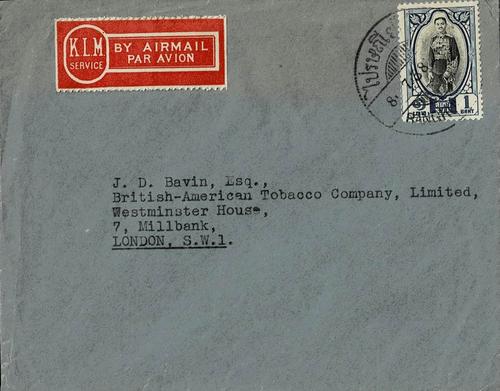 K.L.M.
SERVICE
BY AIRMAIL
PAR AVION
1
CENT
J. D. Bavin, Esq.,
British-American Tobacco Company, Limited,
Westminster House,
7, Millbank,
LONDON, S.W.1.